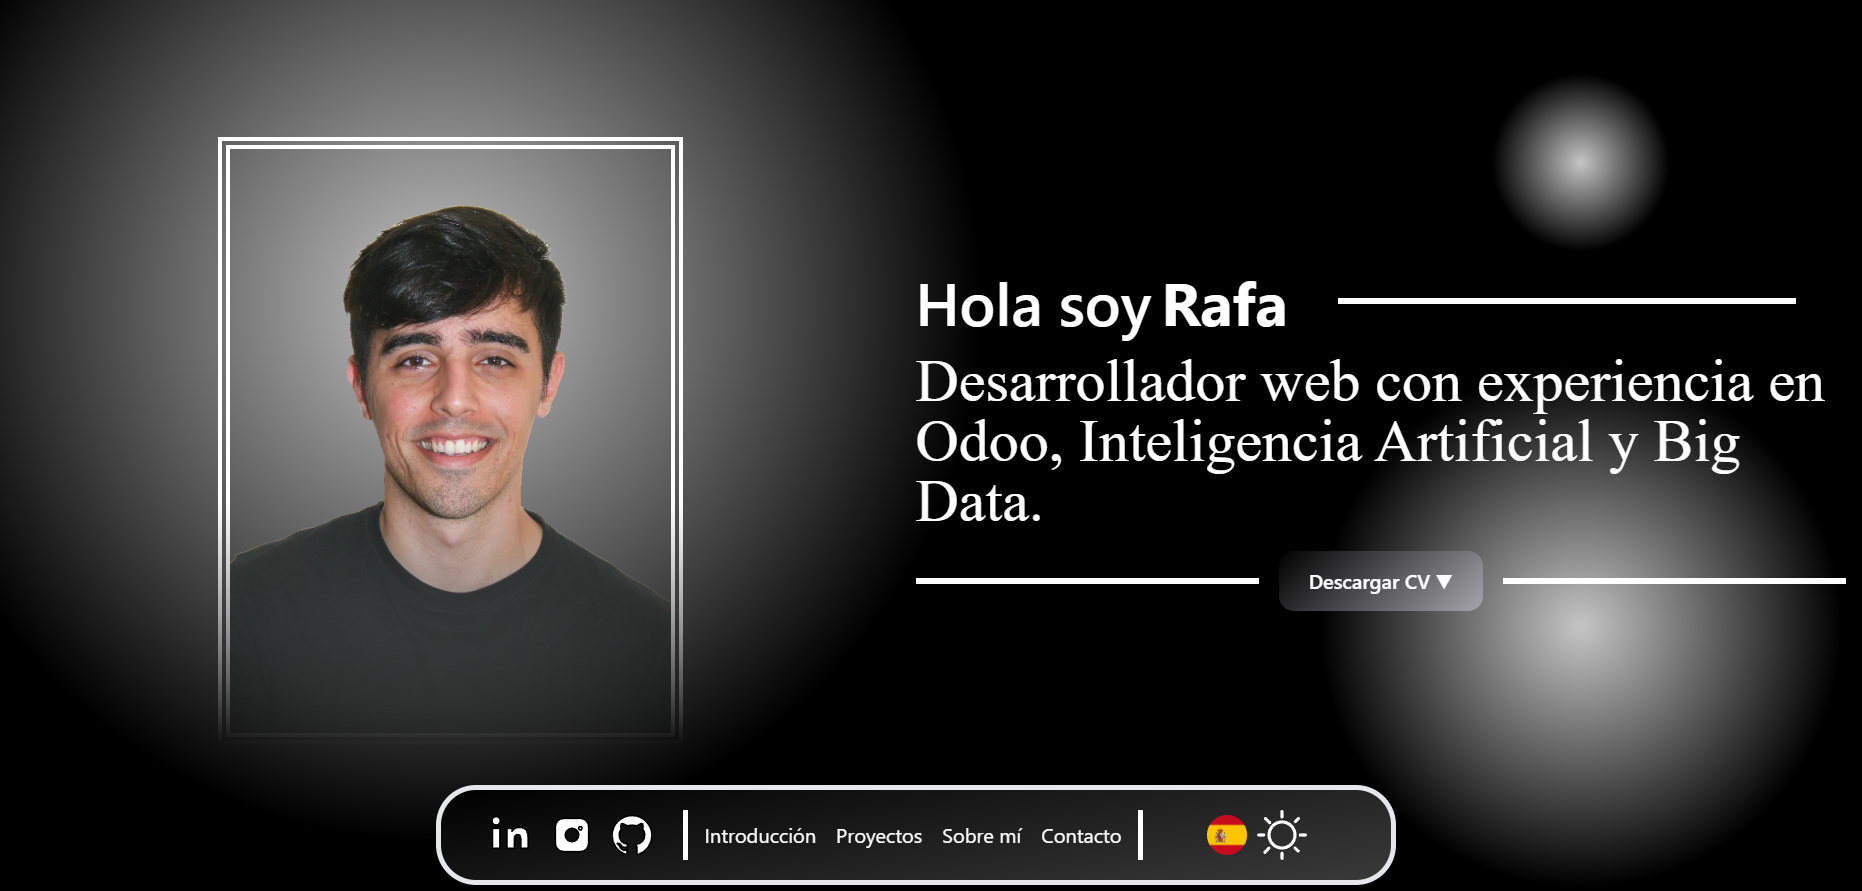 Hola soy Rafa
Desarrollador web con experiencia en
Odoo, Inteligencia Artificial y Big
Data.
Descargar CV ▼
in
Introducción Proyectos Sobre mí Contacto